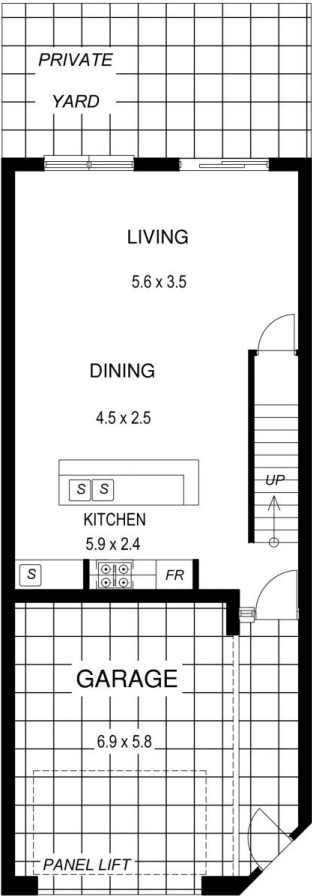 PRIVATE
YARD
LIVING
5.6 x 3.5
DINING
4.5 x 2.5
S S
UP
KITCHEN
5.9 x 2.4
S
FR
GARAGE
6.9 x 5.8
PANEL LIFT